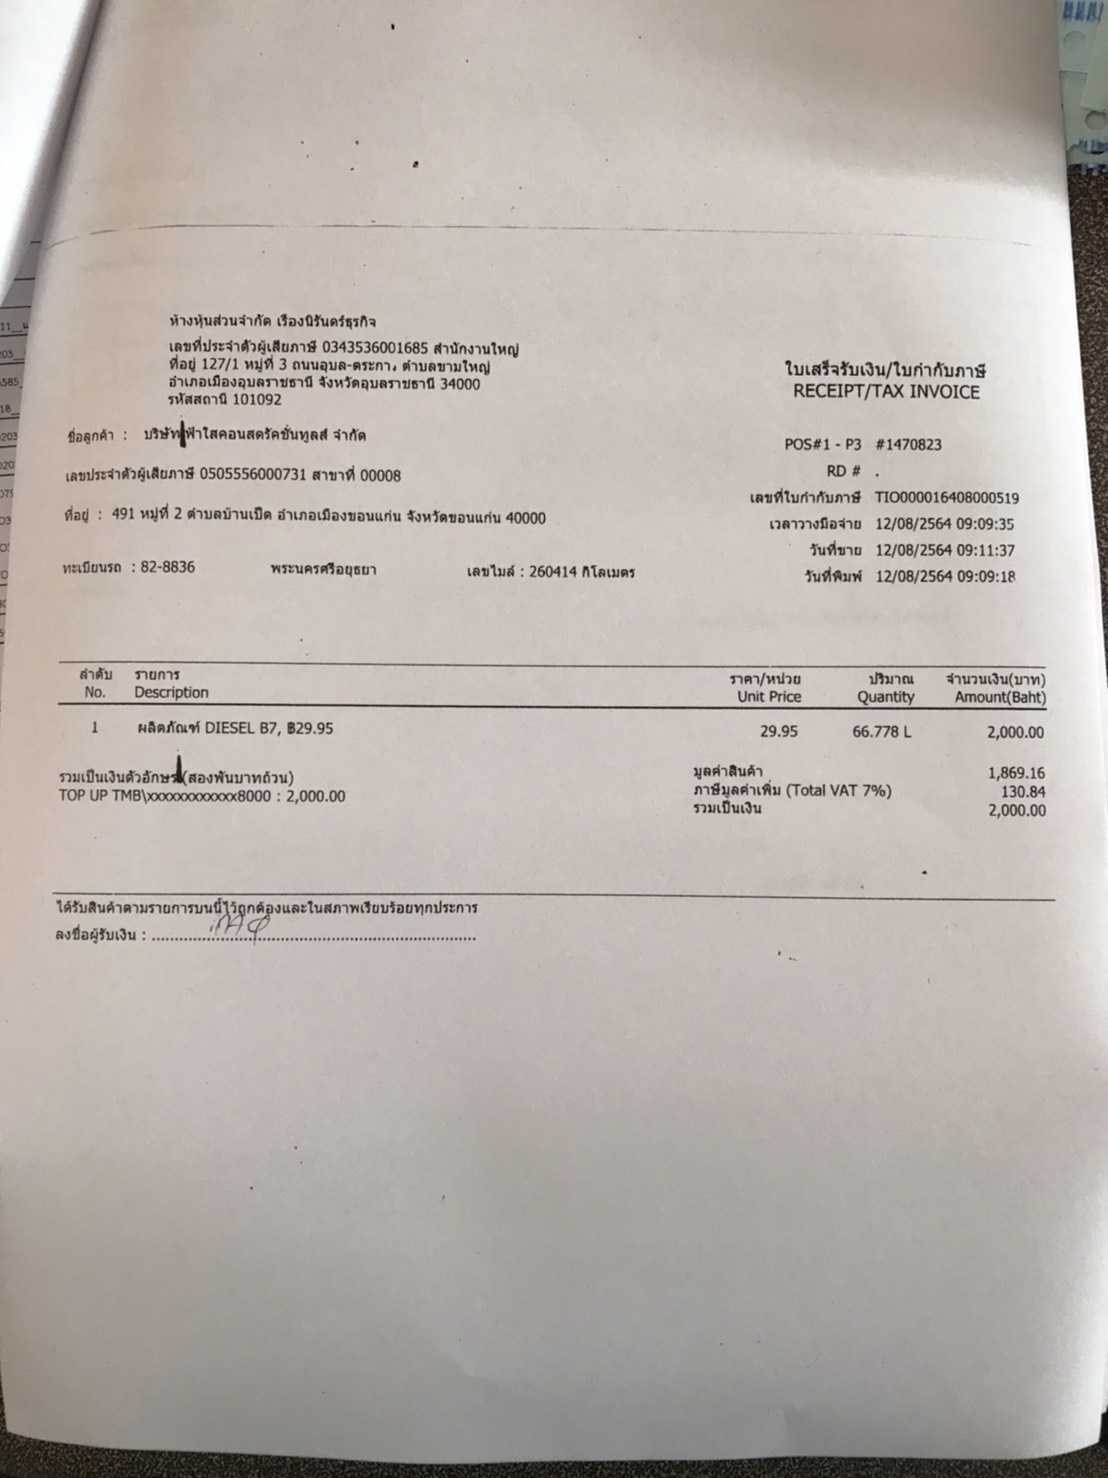 ห้างหุ้นส่วนจำกัด เรืองนิรันดร์ธุรกิจ
เลขที่ประจำตัวผู้เสียภาษี 0343536001685 สำนักงานใหญ่
ที่อยู่ 127/1 หมู่ที่ 3 ถนนอุบล-ตระกา, ตำบลขามใหญ่
อำเภอเมืองอุบลราชธานี จังหวัดอุบลราชธานี 34000
รหัสสถานี 101092
ใบเสร็จรับเงิน/ใบกำกับภาษี
RECEIPT/TAX INVOICE
ชื่อลูกค้า : บริษัท ฟ้าใสคอนสตรัคชั่นทูลส์ จำกัด
เลขประจำตัวผู้เสียภาษี 0505556000731 สาขาที่ 00008
ที่อยู่ : 491 หมู่ที่ 2 ตำบลบ้านเป็ด อำเภอเมืองขอนแก่น จังหวัดขอนแก่น 40000
ทะเบียนรถ : 82-8836 พระนครศรีอยุธยา เลขไมล์ : 260414 กิโลเมตร
POS#1 - P3 #1470823
RD # .
เลขที่ใบกำกับภาษี TIO000016408000519
เวลาวางมือจ่าย 12/08/2564 09:09:35
วันที่ขาย 12/08/2564 09:11:37
วันที่พิมพ์ 12/08/2564 09:09:18
ลำดับ รายการ ราคา/หน่วย ปริมาณ จำนวนเงิน(บาท)
No. Description Unit Price Quantity Amount(Baht)
1 ผลิตภัณฑ์ DIESEL B7, ฿29.95 29.95 66.778 L 2,000.00
รวมเป็นเงินตัวอักษร (สองพันบาทถ้วน)
TOP UP TMB\xxxxxxxxxxxx8000 : 2,000.00
มูลค่าสินค้า 1,869.16
ภาษีมูลค่าเพิ่ม (Total VAT 7%) 130.84
รวมเป็นเงิน 2,000.00
ได้รับสินค้าตามรายการบนนี้ไว้ถูกต้องและในสภาพเรียบร้อยทุกประการ
ลงชื่อผู้รับเงิน : ........................................................................